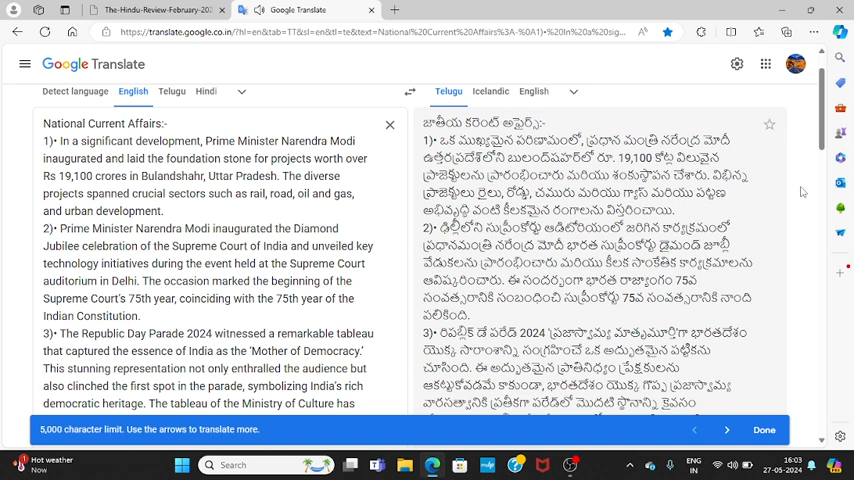 The-Hindu-Review-February-202
Google Translate
https://translate.google.co.in/?hl=en&tab=TT&sl=en&tl=te&text=National%20Current%20Affairs%3A-%0A1)•%20In%20a%20sig...
Google Translate
Detect language
English
Telugu
Hindi
Telugu
Icelandic
English
National Current Affairs:-
1)• In a significant development, Prime Minister Narendra Modi
inaugurated and laid the foundation stone for projects worth over
Rs 19,100 crores in Bulandshahr, Uttar Pradesh. The diverse
projects spanned crucial sectors such as rail, road, oil and gas,
and urban development.
2)• Prime Minister Narendra Modi inaugurated the Diamond
Jubilee celebration of the Supreme Court of India and unveiled key
technology initiatives during the event held at the Supreme Court
auditorium in Delhi. The occasion marked the beginning of the
Supreme Court's 75th year, coinciding with the 75th year of the
Indian Constitution.
3)• The Republic Day Parade 2024 witnessed a remarkable tableau
that captured the essence of India as the 'Mother of Democracy.'
This stunning representation not only enthralled the audience but
also clinched the first spot in the parade, symbolizing India's rich
democratic heritage. The tableau of the Ministry of Culture has
జాతీయ కరెంట్ అఫైర్స్:-
1)• ఒక ముఖ్యమైన పరిణామంలో, ప్రధాన మంత్రి నరేంద్ర మోదీ
ఉత్తరప్రదేశ్‌లోని బులంద్‌షహర్‌లో రూ. 19,100 కోట్ల విలువైన
ప్రాజెక్టులను ప్రారంభించారు మరియు శంకుస్థాపన చేశారు. విభిన్న
ప్రాజెక్టులు రైలు, రోడ్డు, చమురు మరియు గ్యాస్ మరియు పట్టణ
అభివృద్ధి వంటి కీలకమైన రంగాలను విస్తరించాయి.
2)• ఢిల్లీలోని సుప్రీంకోర్టు ఆడిటోరియంలో జరిగిన కార్యక్రమంలో
ప్రధానమంత్రి నరేంద్ర మోదీ భారత సుప్రీంకోర్టు డైమండ్ జూబ్లీ
వేడుకలను ప్రారంభించారు మరియు కీలక సాంకేతిక కార్యక్రమాలను
ఆవిష్కరించారు. ఈ సందర్భంగా భారత రాజ్యాంగం 75వ
సంవత్సరానికి సంబంధించి సుప్రీంకోర్టు 75వ సంవత్సరానికి నాంది
పలికింది.
3)• రిపబ్లిక్ డే పరేడ్ 2024 'ప్రజాస్వామ్య మాతృమూర్తి'గా భారతదేశం
యొక్క సారాంశాన్ని సంగ్రహించే ఒక అద్భుతమైన పట్టికను
చూసింది. ఈ అద్భుతమైన ప్రాతినిధ్యం ప్రేక్షకులను
ఆకట్టుకోవడమే కాకుండా, భారతదేశం యొక్క గొప్ప ప్రజాస్వామ్య
వారసత్వానికి ప్రతీకగా పరేడ్‌లో మొదటి స్థానాన్ని కైవసం
5,000 character limit. Use the arrows to translate more.
Done
Hot weather
Now
Search
ENG
IN
16:03
27-05-2024